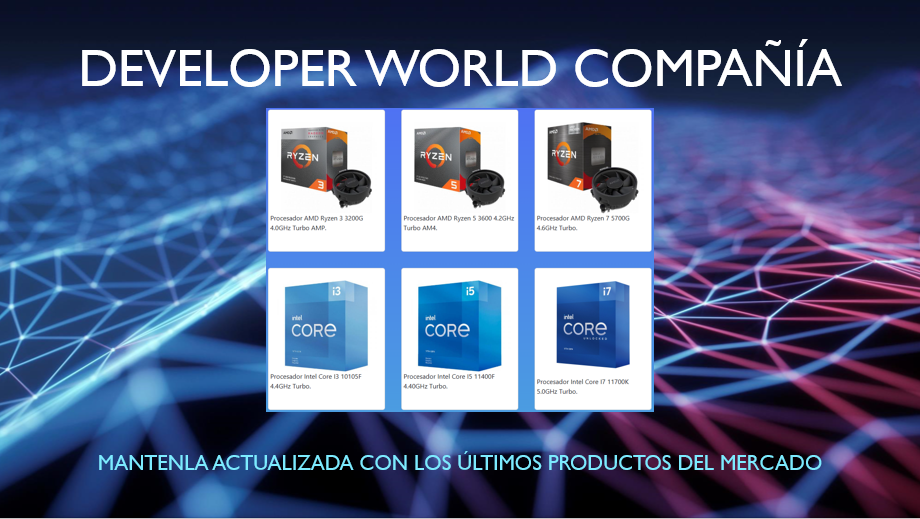 DEVELOPER WORLD COMPAÑÍA
AMD
RYZEN
3
AMD
RYZEN
5
AMD
RYZEN
7
Procesador AMD Ryzen 3 3200G
4.0GHz Turbo AMP.
Procesador AMD Ryzen 5 3600 4.2GHz
Turbo AM4.
Procesador AMD Ryzen 7 5700G
4.6GHz Turbo.
i3
intel
CORE
i5
intel
CORE
i7
intel
CORE
UNLOCKED
Procesador Intel Core I3 10105F
4.4GHz Turbo.
Procesador Intel Core I5 11400F
4.40GHz Turbo.
Procesador Intel Core I7 11700K
5.0GHz Turbo.
MANTENLA ACTUALIZADA CON LOS ÚLTIMOS PRODUCTOS DEL MERCADO